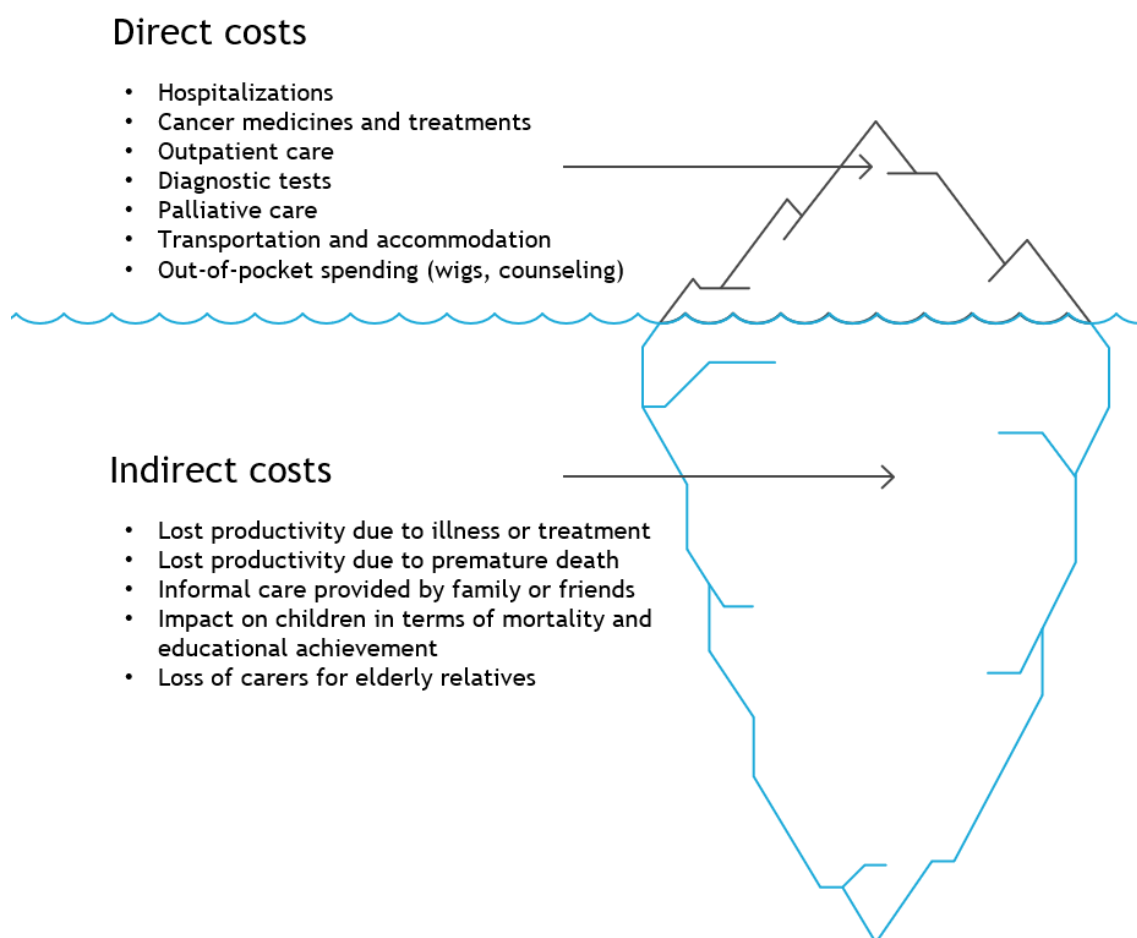 Direct costs
• Hospitalizations
• Cancer medicines and treatments
• Outpatient care
• Diagnostic tests
• Palliative care
• Transportation and accommodation
• Out-of-pocket spending (wigs, counseling)
Indirect costs
• Lost productivity due to illness or treatment
• Lost productivity due to premature death
• Informal care provided by family or friends
• Impact on children in terms of mortality and
educational achievement
• Loss of carers for elderly relatives